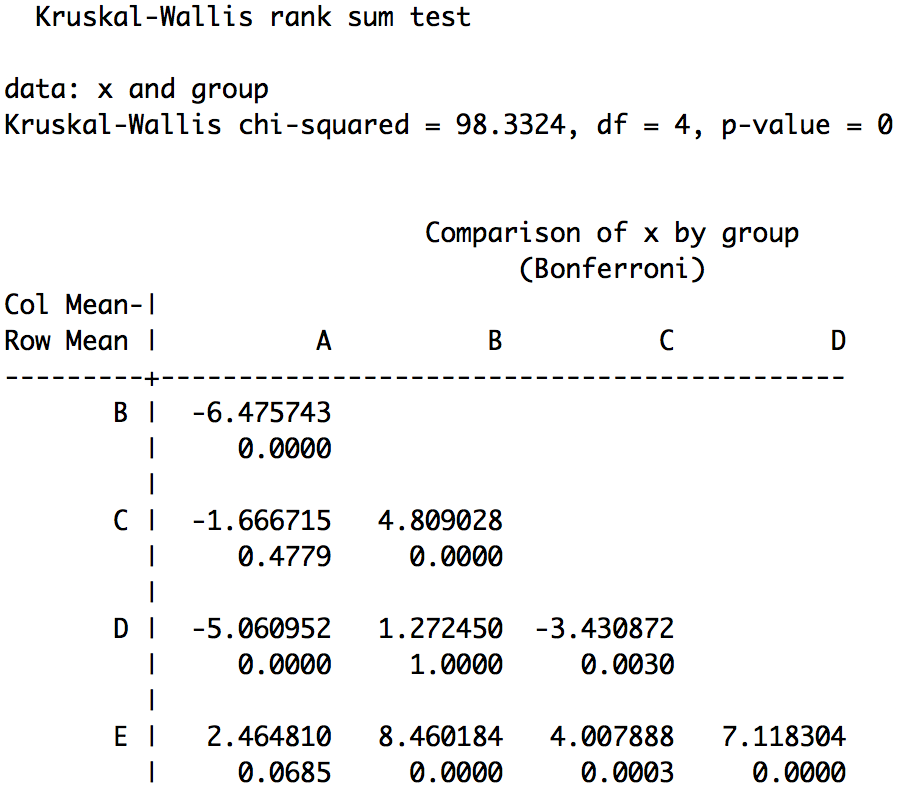 Kruskal-Wallis rank sum test

data: x and group
Kruskal-Wallis chi-squared = 98.3324, df = 4, p-value = 0


                           Comparison of x by group
                                 (Bonferroni)
Col Mean-|
Row Mean |          A          B          C          D
---------+--------------------------------------------
       B |  -6.475743
         |     0.0000
         |
       C |  -1.666715   4.809028
         |     0.4779     0.0000
         |
       D |  -5.060952   1.272450  -3.430872
         |     0.0000     1.0000     0.0030
         |
       E |   2.464810   8.460184   4.007888   7.118304
         |     0.0685     0.0000     0.0003     0.0000